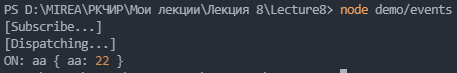 PS D:\MIREA\РКЧИР\Мои лекции\Лекция 8\Lecture8> node demo/events
[Subscribe...]
[Dispatching...]
ON: aa { aa: 22 }